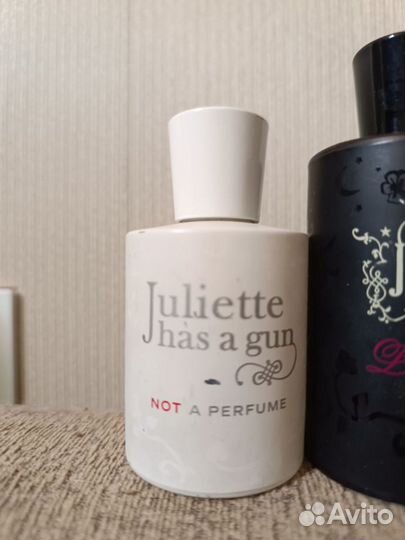 Juliette
has a gun
NOT A PERFUME
Avito